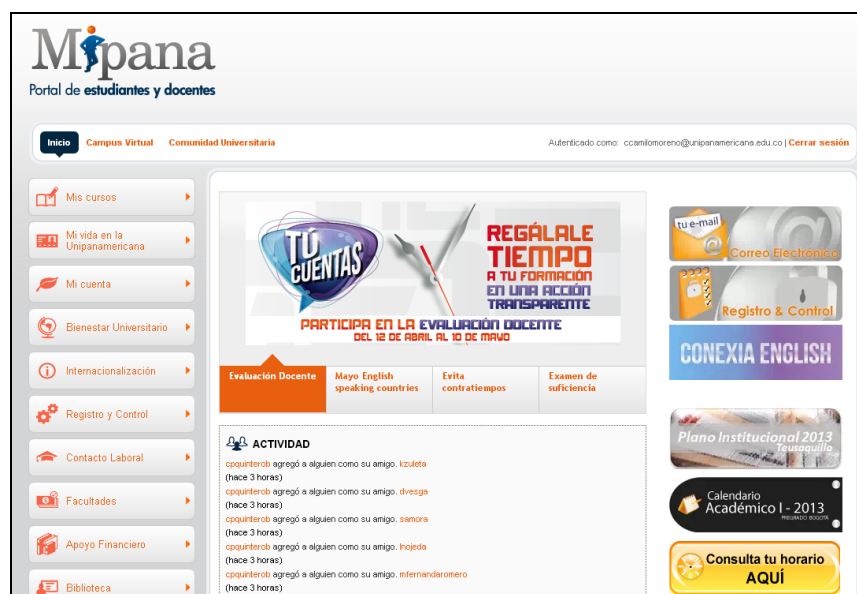 Mipana
Portal de estudiantes y docentes
Inicio Campus Virtual Comunidad Universitaria
Autenticado como: ccamilomoreno@unipanamericana.edu.co | Cerrar sesión
Mis cursos
Mi vida en la
Unipanamericana
Mi cuenta
Bienestar Universitario
Internacionalización
Registro y Control
Contacto Laboral
Facultades
Apoyo Financiero
Biblioteca
TÚ
CUENTAS
REGÁLALE
TIEMPO
A TU FORMACIÓN
EN UNA ACCIÓN
TRANSPARENTE
PARTICIPA EN LA EVALUACIÓN DOCENTE
DEL 12 DE ABRIL AL 10 DE MAYO
Evaluación Docente
Mayo English
speaking countries
Evita
contratiempos
Examen de
suficiencia
ACTIVIDAD
cpquinterob agregó a alguien como su amigo. kzuleta
(hace 3 horas)
cpquinterob agregó a alguien como su amigo. dvesga
(hace 3 horas)
cpquinterob agregó a alguien como su amigo. samora
(hace 3 horas)
cpquinterob agregó a alguien como su amigo. lnojeda
(hace 3 horas)
cpquinterob agregó a alguien como su amigo. mfernandaromero
(hace 3 horas)
tu e-mail
Correo Electrónico
Registro & Control
CONEXIA ENGLISH
Plano Institucional 2013
Teusaquillo
Calendario
Académico I - 2013
PREGRADO BOGOTÁ
Consulta tu horario
AQUÍ